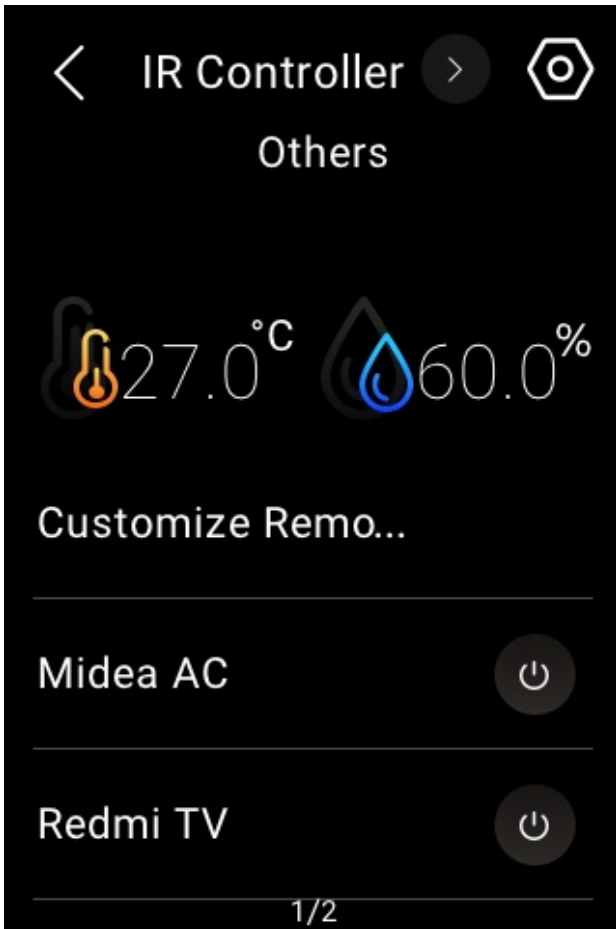 IR Controller
Others
27.0°C 60.0%
Customize Remo...
Midea AC
Redmi TV
1/2